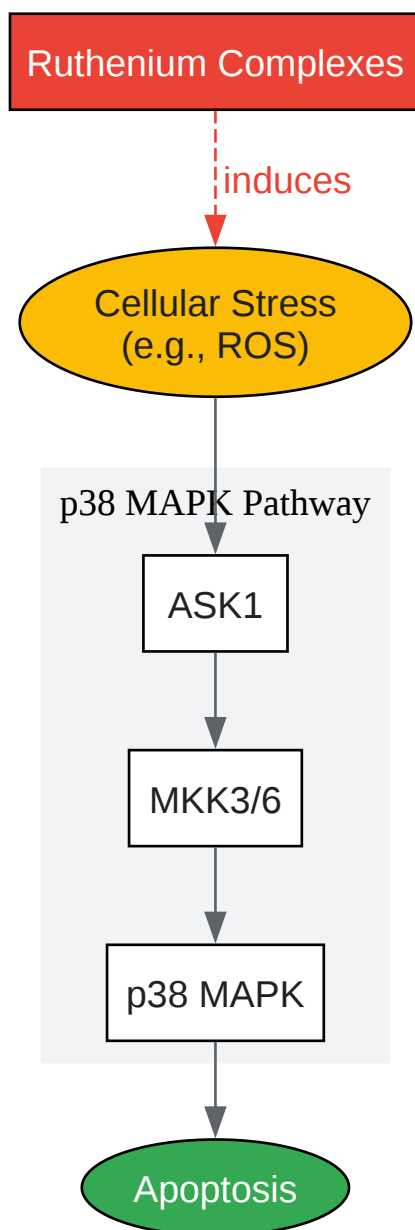 Ruthenium Complexes
induces
Cellular Stress
(e.g., ROS)
p38 MAPK Pathway
ASK1
MKK3/6
p38 MAPK
Apoptosis